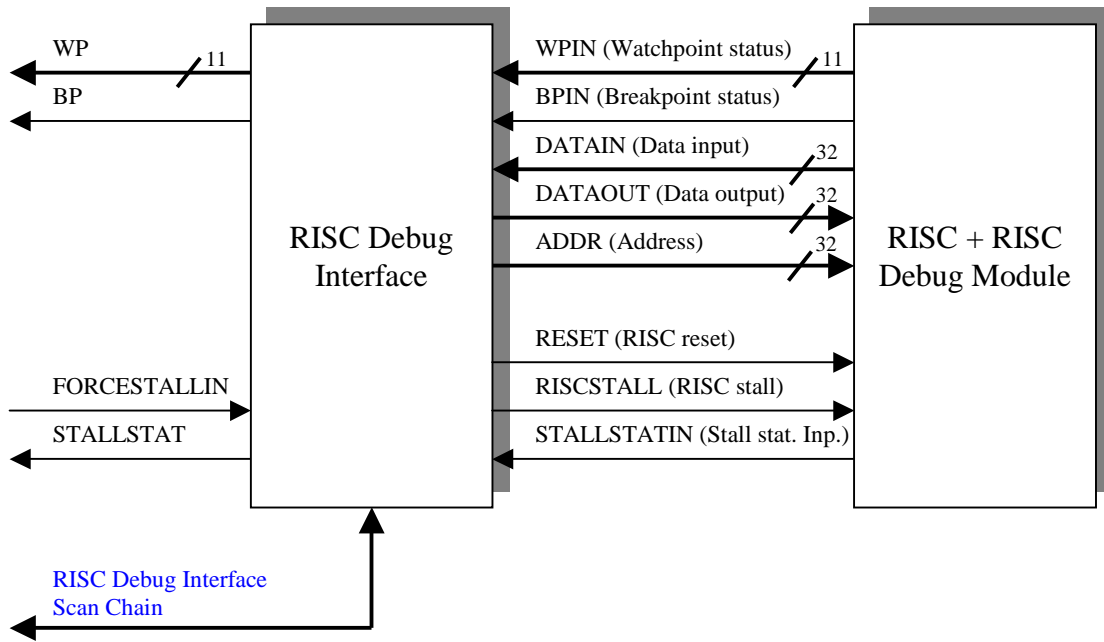 WP
11
BP
WPIN (Watchpoint status)
11
BPIN (Breakpoint status)
DATAIN (Data input)
32
DATAOUT (Data output)
32
ADDR (Address)
32
RISC Debug
Interface
RISC + RISC
Debug Module
RESET (RISC reset)
FORCESTALLIN
RISCSTALL (RISC stall)
STALLSTAT
STALLSTATIN (Stall stat. Inp.)
RISC Debug Interface
Scan Chain